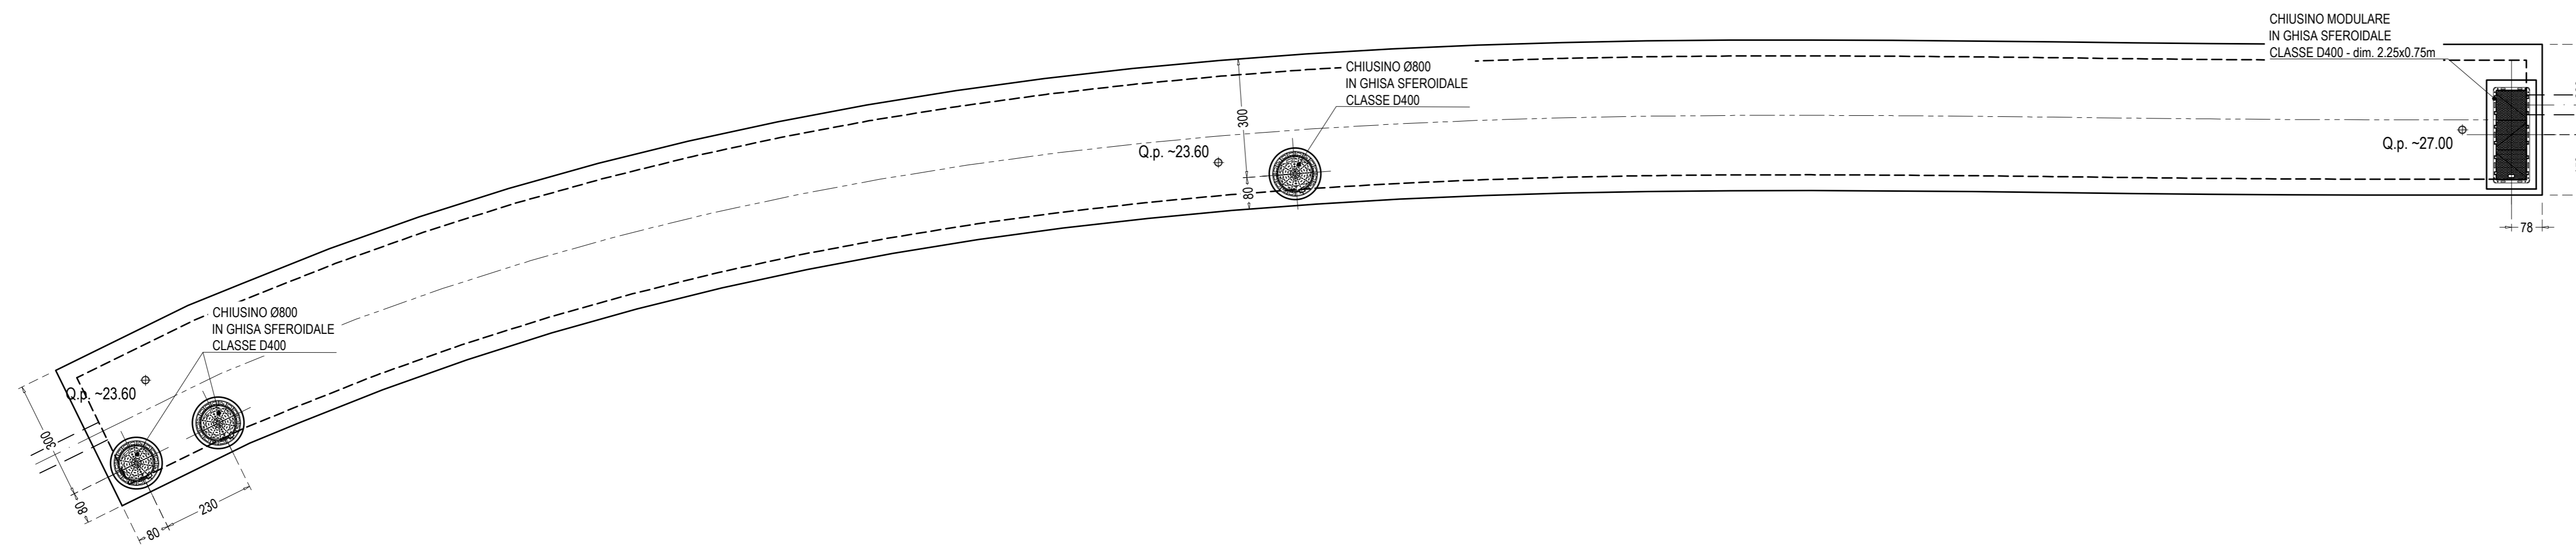 CHIUSINO MODULARE
IN GHISA SFEROIDALE
CLASSE D400 - dim. 2.25x0.75m
CHIUSINO Ø800
IN GHISA SFEROIDALE
CLASSE D400
300
80
Q.p. ~23.60
Q.p. ~27.00
78
CHIUSINO Ø800
IN GHISA SFEROIDALE
CLASSE D400
Q.p. ~23.60
300
80
80
230